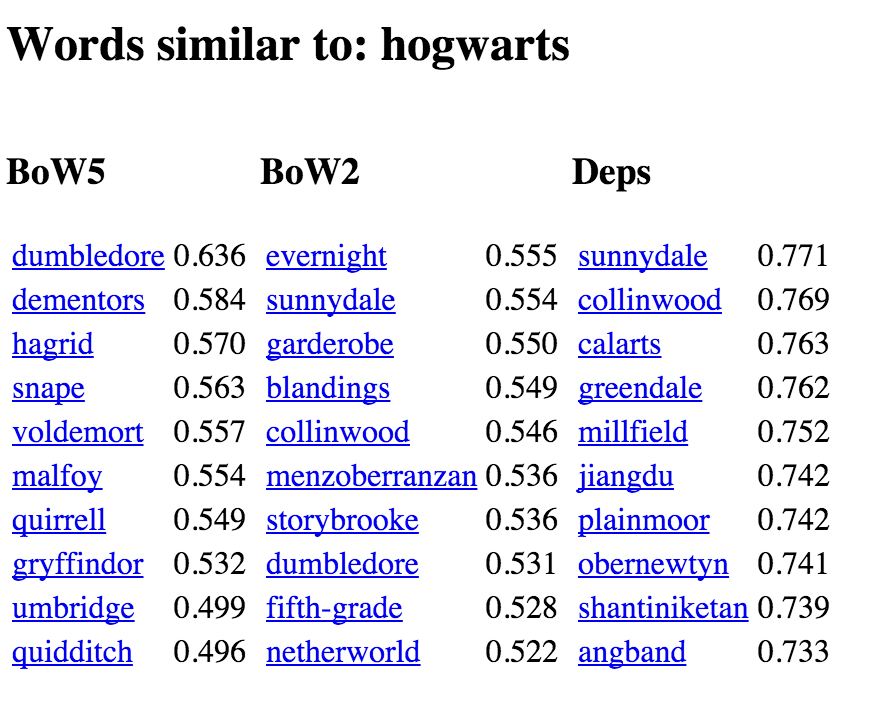 Words similar to: hogwarts
BoW5 BoW2 Deps
dumbledore 0.636 evernight 0.555 sunnydale 0.771
dementors 0.584 sunnydale 0.554 collinwood 0.769
hagrid 0.570 garderobe 0.550 calarts 0.763
snape 0.563 blandings 0.549 greendale 0.762
voldemort 0.557 collinwood 0.546 millfield 0.752
malfoy 0.554 menzoberranzan 0.536 jiangdu 0.742
quirrell 0.549 storybrooke 0.536 plainmoor 0.742
gryffindor 0.532 dumbledore 0.531 obernewtyn 0.741
umbridge 0.499 fifth-grade 0.528 shantiniketan 0.739
quidditch 0.496 netherworld 0.522 angband 0.733